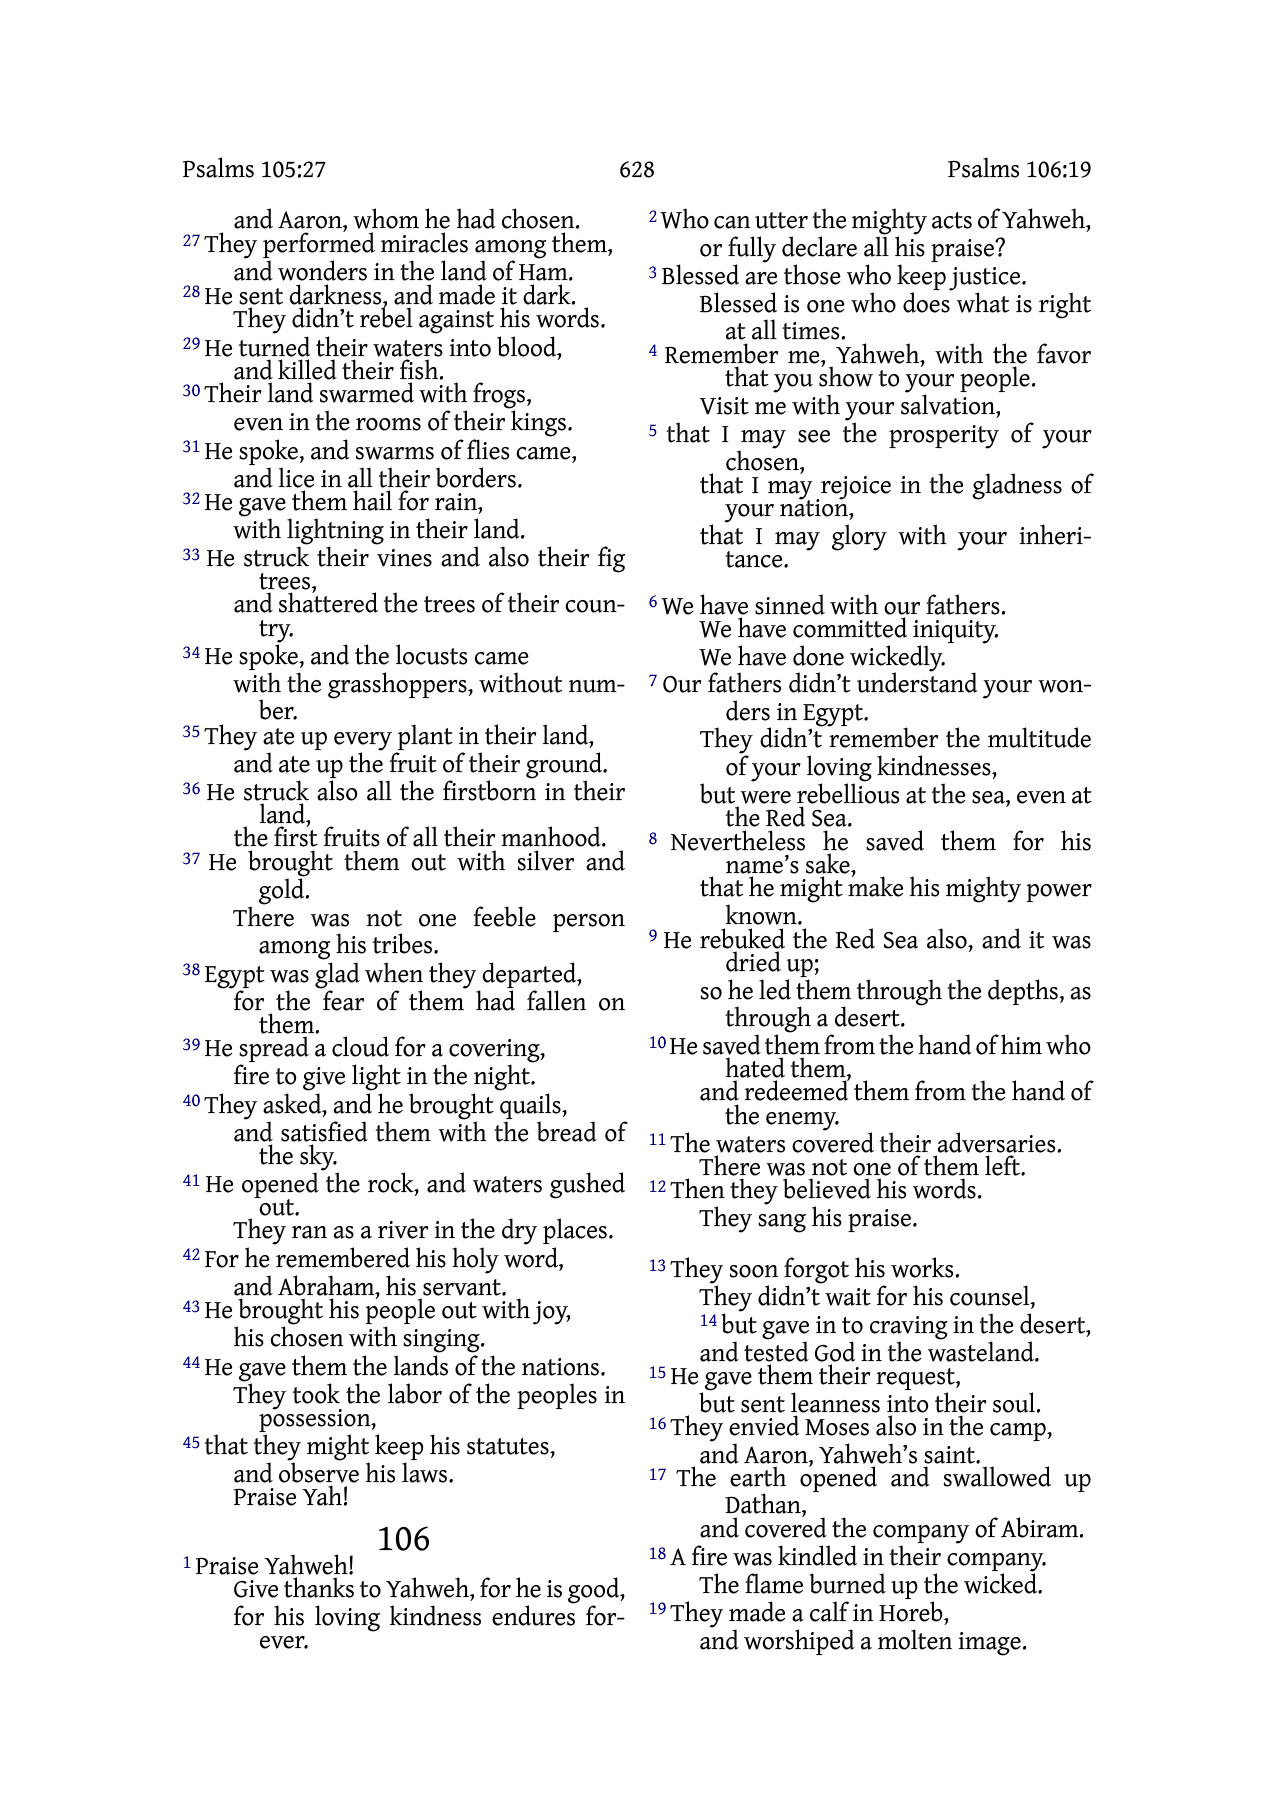 Psalms 105:27 628 Psalms 106:19
and Aaron, whom he had chosen.
27 They performed miracles among them,
and wonders in the land of Ham.
28 He sent darkness, and made it dark.
They didn’t rebel against his words.
29 He turned their waters into blood,
and killed their fish.
30 Their land swarmed with frogs,
even in the rooms of their kings.
31 He spoke, and swarms of flies came,
and lice in all their borders.
32 He gave them hail for rain,
with lightning in their land.
33 He struck their vines and also their fig
trees,
and shattered the trees of their coun-
try.
34 He spoke, and the locusts came
with the grasshoppers, without num-
ber.
35 They ate up every plant in their land,
and ate up the fruit of their ground.
36 He struck also all the firstborn in their
land,
the first fruits of all their manhood.
37 He brought them out with silver and
gold.
There was not one feeble person
among his tribes.
38 Egypt was glad when they departed,
for the fear of them had fallen on
them.
39 He spread a cloud for a covering,
fire to give light in the night.
40 They asked, and he brought quails,
and satisfied them with the bread of
the sky.
41 He opened the rock, and waters gushed
out.
They ran as a river in the dry places.
42 For he remembered his holy word,
and Abraham, his servant.
43 He brought his people out with joy,
his chosen with singing.
44 He gave them the lands of the nations.
They took the labor of the peoples in
possession,
45 that they might keep his statutes,
and observe his laws.
Praise Yah!
106
1 Praise Yahweh!
Give thanks to Yahweh, for he is good,
for his loving kindness endures for-
ever.
2 Who can utter the mighty acts of Yahweh,
or fully declare all his praise?
3 Blessed are those who keep justice.
Blessed is one who does what is right
at all times.
4 Remember me, Yahweh, with the favor
that you show to your people.
Visit me with your salvation,
5 that I may see the prosperity of your
chosen,
that I may rejoice in the gladness of
your nation,
that I may glory with your inheri-
tance.
6 We have sinned with our fathers.
We have committed iniquity.
We have done wickedly.
7 Our fathers didn’t understand your won-
ders in Egypt.
They didn’t remember the multitude
of your loving kindnesses,
but were rebellious at the sea, even at
the Red Sea.
8 Nevertheless he saved them for his
name’s sake,
that he might make his mighty power
known.
9 He rebuked the Red Sea also, and it was
dried up;
so he led them through the depths, as
through a desert.
10 He saved them from the hand of him who
hated them,
and redeemed them from the hand of
the enemy.
11 The waters covered their adversaries.
There was not one of them left.
12 Then they believed his words.
They sang his praise.
13 They soon forgot his works.
They didn’t wait for his counsel,
14 but gave in to craving in the desert,
and tested God in the wasteland.
15 He gave them their request,
but sent leanness into their soul.
16 They envied Moses also in the camp,
and Aaron, Yahweh’s saint.
17 The earth opened and swallowed up
Dathan,
and covered the company of Abiram.
18 A fire was kindled in their company.
The flame burned up the wicked.
19 They made a calf in Horeb,
and worshiped a molten image.